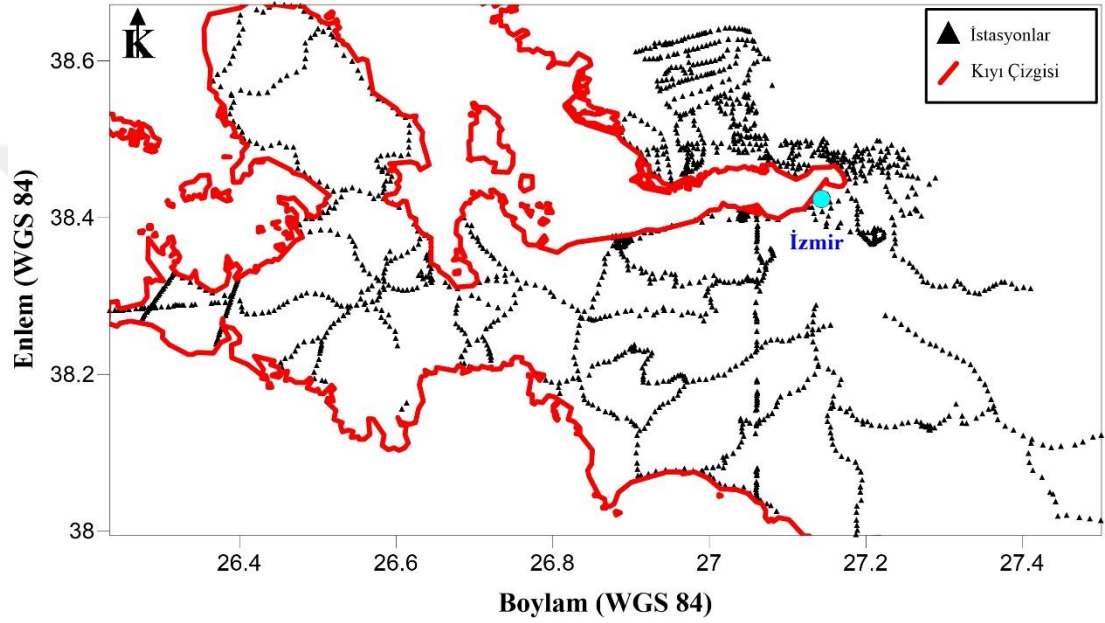 K
İstasyonlar
Kıyı Çizgisi
38.6
38.4
38.2
38
Enlem (WGS 84)
İzmir
26.4 26.6 26.8 27 27.2 27.4
Boylam (WGS 84)